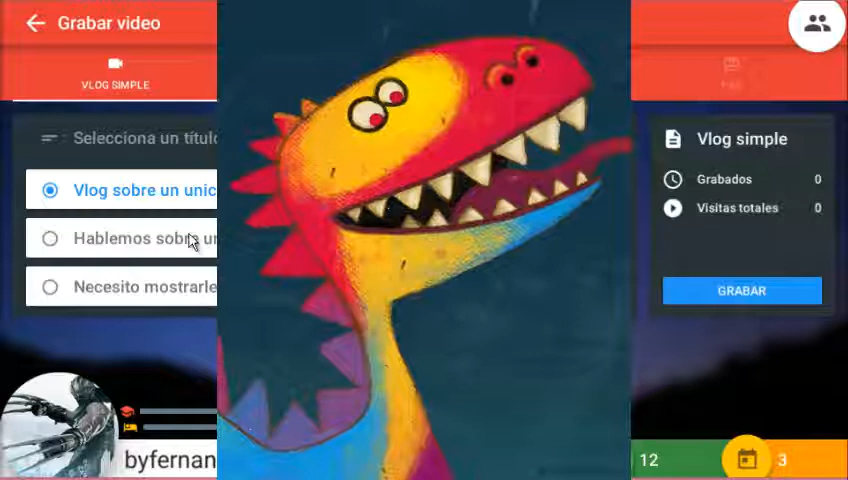 Grabar video
VLOG SIMPLE
Selecciona un títul
Vlog sobre un unic
Hablemos sobre un
Necesito mostrarle
byfernan
Vlog simple
Grabados 0
Visitas totales 0
GRABAR
12
3